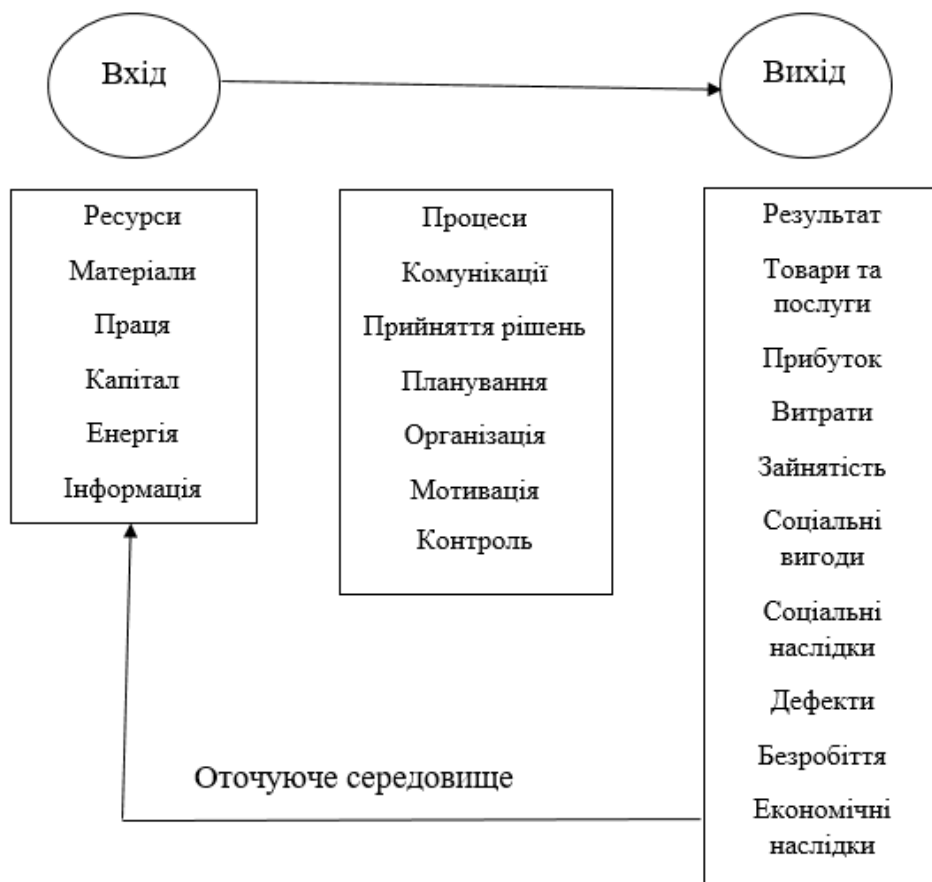 Вхід
Вихід
Ресурси
Матеріали
Праця
Капітал
Енергія
Інформація
Процеси
Комунікації
Прийняття рішень
Планування
Організація
Мотивація
Контроль
Результат
Товари та
послуги
Прибуток
Витрати
Зайнятість
Соціальні
вигоди
Соціальні
наслідки
Дефекти
Безробіття
Економічні
наслідки
Оточуюче середовище